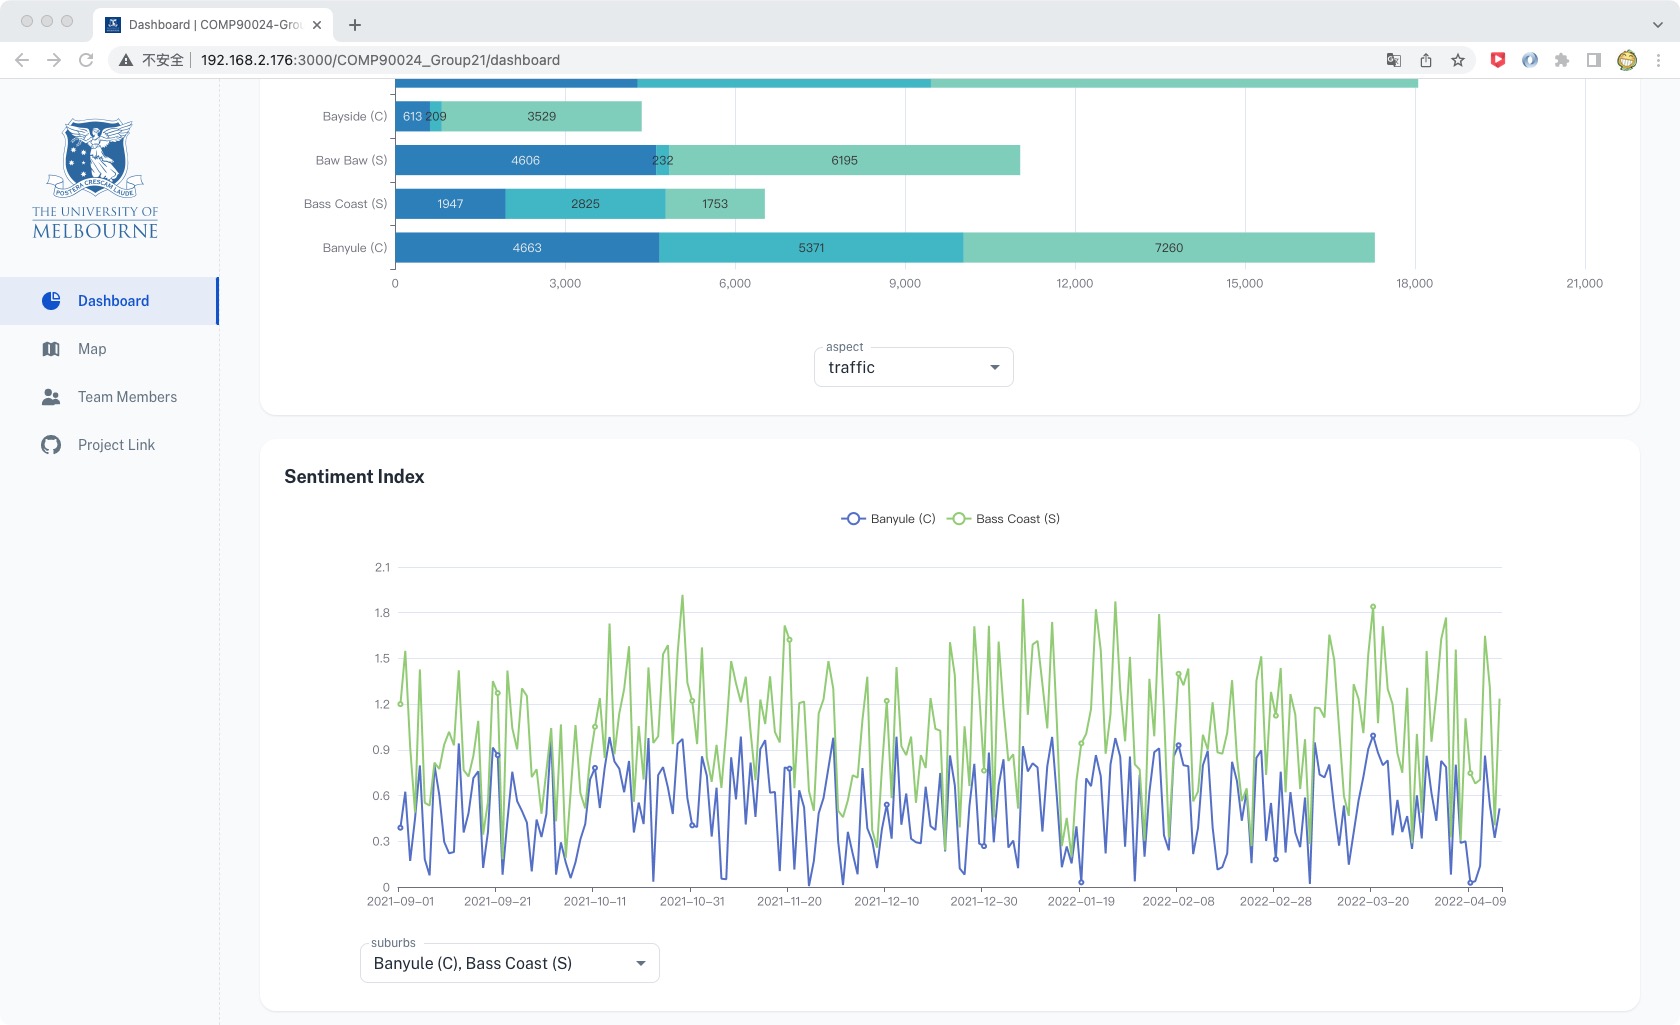 Dashboard | COMP90024-Grou
不安全 192.168.2.176:3000/COMP90024_Group21/dashboard
POSTERA CRESCAM LAUDE
THE UNIVERSITY OF
MELBOURNE
Dashboard
Map
Team Members
Project Link
Bayside (C) 613 209 3529
Baw Baw (S) 4606 232 6195
Bass Coast (S) 1947 2825 1753
Banyule (C) 4663 5371 7260
0 3,000 6,000 9,000 12,000 15,000 18,000 21,000
aspect
traffic
Sentiment Index
Banyule (C) Bass Coast (S)
2.1
1.8
1.5
1.2
0.9
0.6
0.3
0
2021-09-01 2021-09-21 2021-10-11 2021-10-31 2021-11-20 2021-12-10 2021-12-30 2022-01-19 2022-02-08 2022-02-28 2022-03-20 2022-04-09
suburbs
Banyule (C), Bass Coast (S)